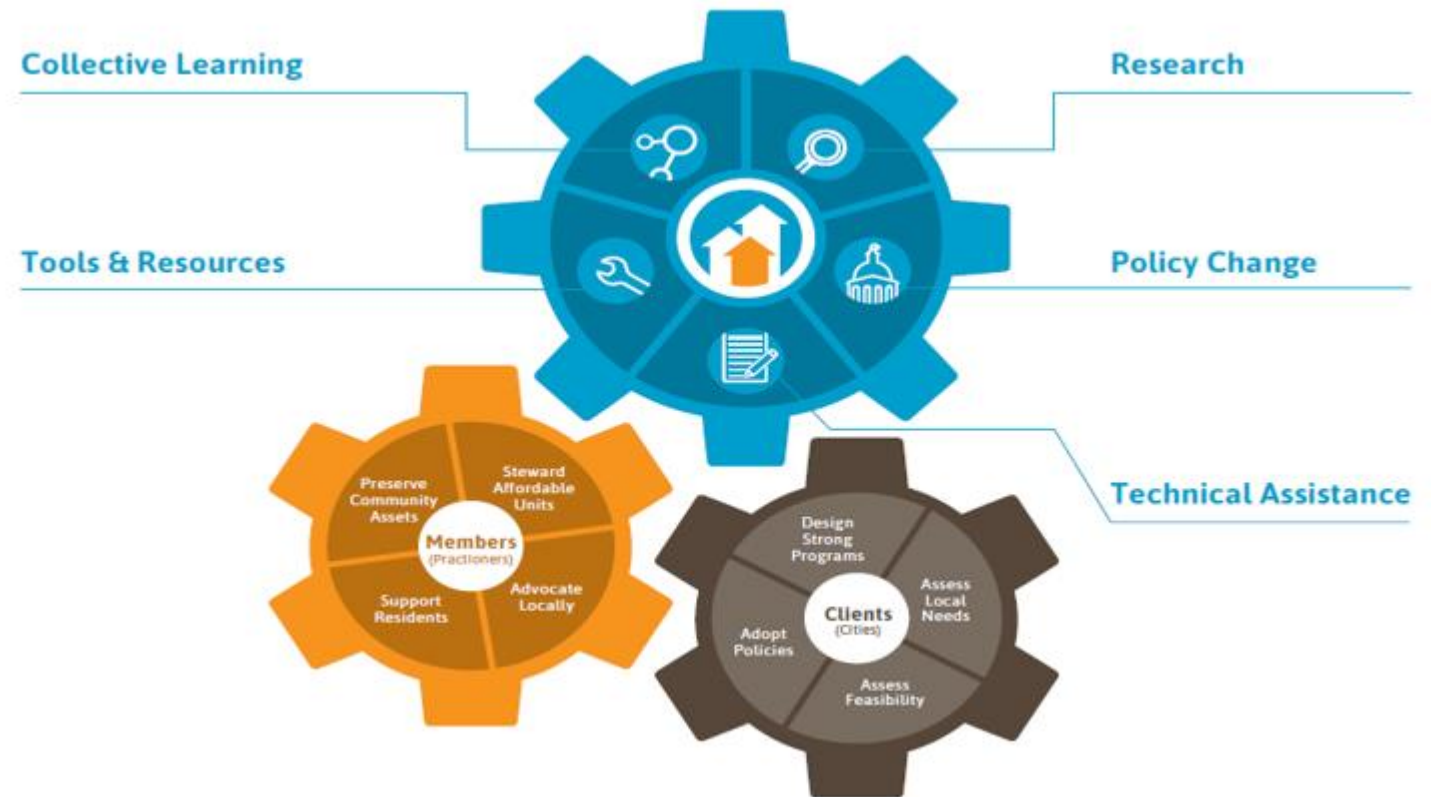 Collective Learning
Research
Tools & Resources
Policy Change
Technical Assistance
Preserve
Community
Assets
Steward
Affordable
Units
Members
(Practioners)
Support
Residents
Advocate
Locally
Design
Strong
Programs
Assess
Local
Needs
Clients
(Cities)
Adopt
Policies
Assess
Feasibility